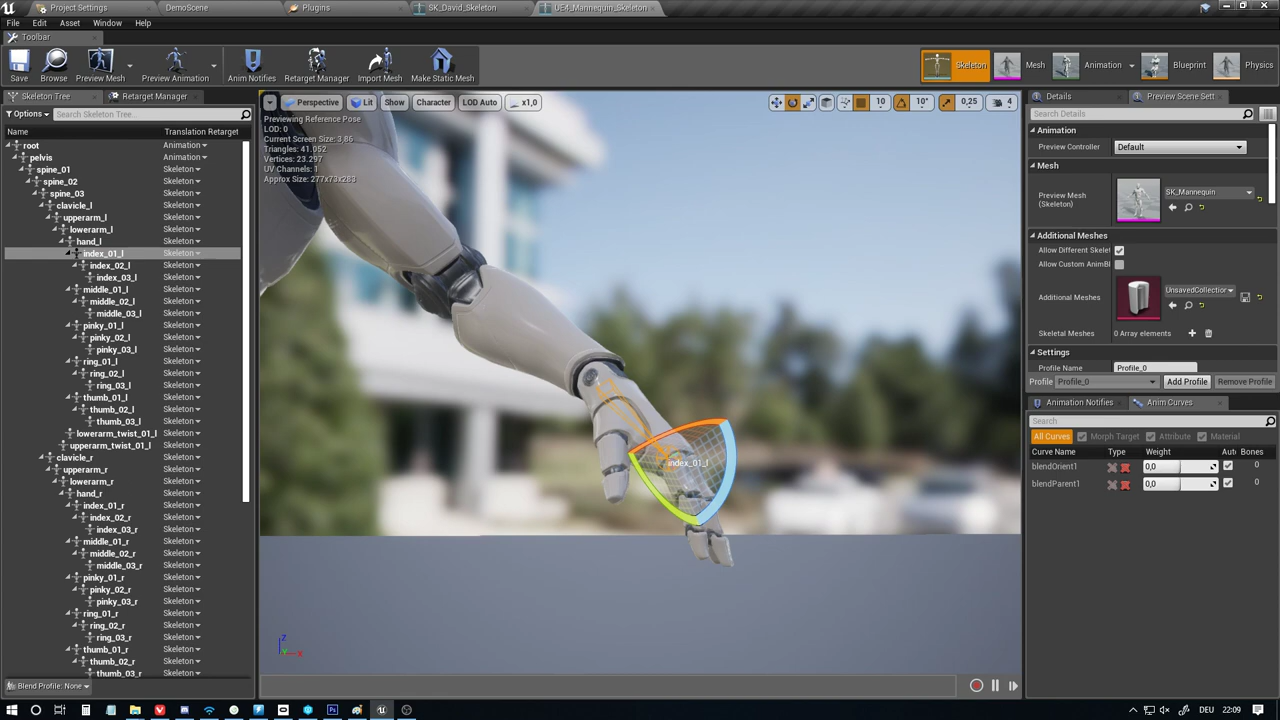 Project Settings
DemoScene
Plugins
SK_David_Skeleton
UE4_Mannequin_Skeleton
File Edit Asset Window Help
Toolbar
Save
Browse
Preview Mesh
Preview Animation
Anim Notifies
Retarget Manager
Import Mesh
Make Static Mesh
Skeleton
Mesh
Animation
Blueprint
Physics
Skeleton Tree
Retarget Manager
Options
Search Skeleton Tree...
Name Translation Retarget
root Animation
pelvis Animation
spine_01 Skeleton
spine_02 Skeleton
spine_03 Skeleton
clavicle_l Skeleton
upperarm_l Skeleton
lowerarm_l Skeleton
hand_l Skeleton
index_01_l Skeleton
index_02_l Skeleton
index_03_l Skeleton
middle_01_l Skeleton
middle_02_l Skeleton
middle_03_l Skeleton
pinky_01_l Skeleton
pinky_02_l Skeleton
pinky_03_l Skeleton
ring_01_l Skeleton
ring_02_l Skeleton
ring_03_l Skeleton
thumb_01_l Skeleton
thumb_02_l Skeleton
thumb_03_l Skeleton
lowerarm_twist_01_l Skeleton
upperarm_twist_01_l Skeleton
clavicle_r Skeleton
upperarm_r Skeleton
lowerarm_r Skeleton
hand_r Skeleton
index_01_r Skeleton
index_02_r Skeleton
index_03_r Skeleton
middle_01_r Skeleton
middle_02_r Skeleton
middle_03_r Skeleton
pinky_01_r Skeleton
pinky_02_r Skeleton
pinky_03_r Skeleton
ring_01_r Skeleton
ring_02_r Skeleton
ring_03_r Skeleton
thumb_01_r Skeleton
thumb_02_r Skeleton
thumb_03_r Skeleton
Blend Profile: None
Perspective Lit Show Character LOD Auto x1,0
10 10° 0,25 4
Previewing Reference Pose
LOD: 0
Current Screen Size: 3,86
Triangles: 41.052
Vertices: 23.297
UV Channels: 1
Approx Size: 277x73x283
index_01_l
Z
Y
X
Details
Preview Scene Sett
Search Details
Animation
Preview Controller Default
Mesh
Preview Mesh
(Skeleton)
SK_Mannequin
Additional Meshes
Allow Different Skele
Allow Custom AnimBl
Additional Meshes UnsavedCollection
Skeletal Meshes 0 Array elements
Settings
Profile Name Profile_0
Profile Profile_0 Add Profile Remove Profile
Animation Notifies
Anim Curves
Search
All Curves Morph Target Attribute Material
Curve Name Type Weight Aut Bones
blendOrient1 0,0 0
blendParent1 0,0 0
DEU 22:09